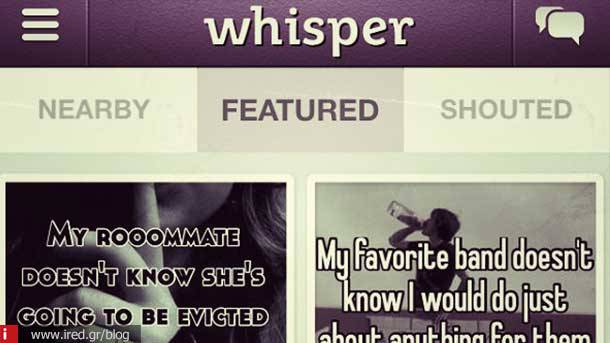 whisper
NEARBY FEATURED SHOUTED
MY ROOOMMATE
DOESN'T KNOW SHE'S
GOING TO BE EVICTED
My favorite band doesn't
know I would do just
about anything for them
i www.ired.gr/blog